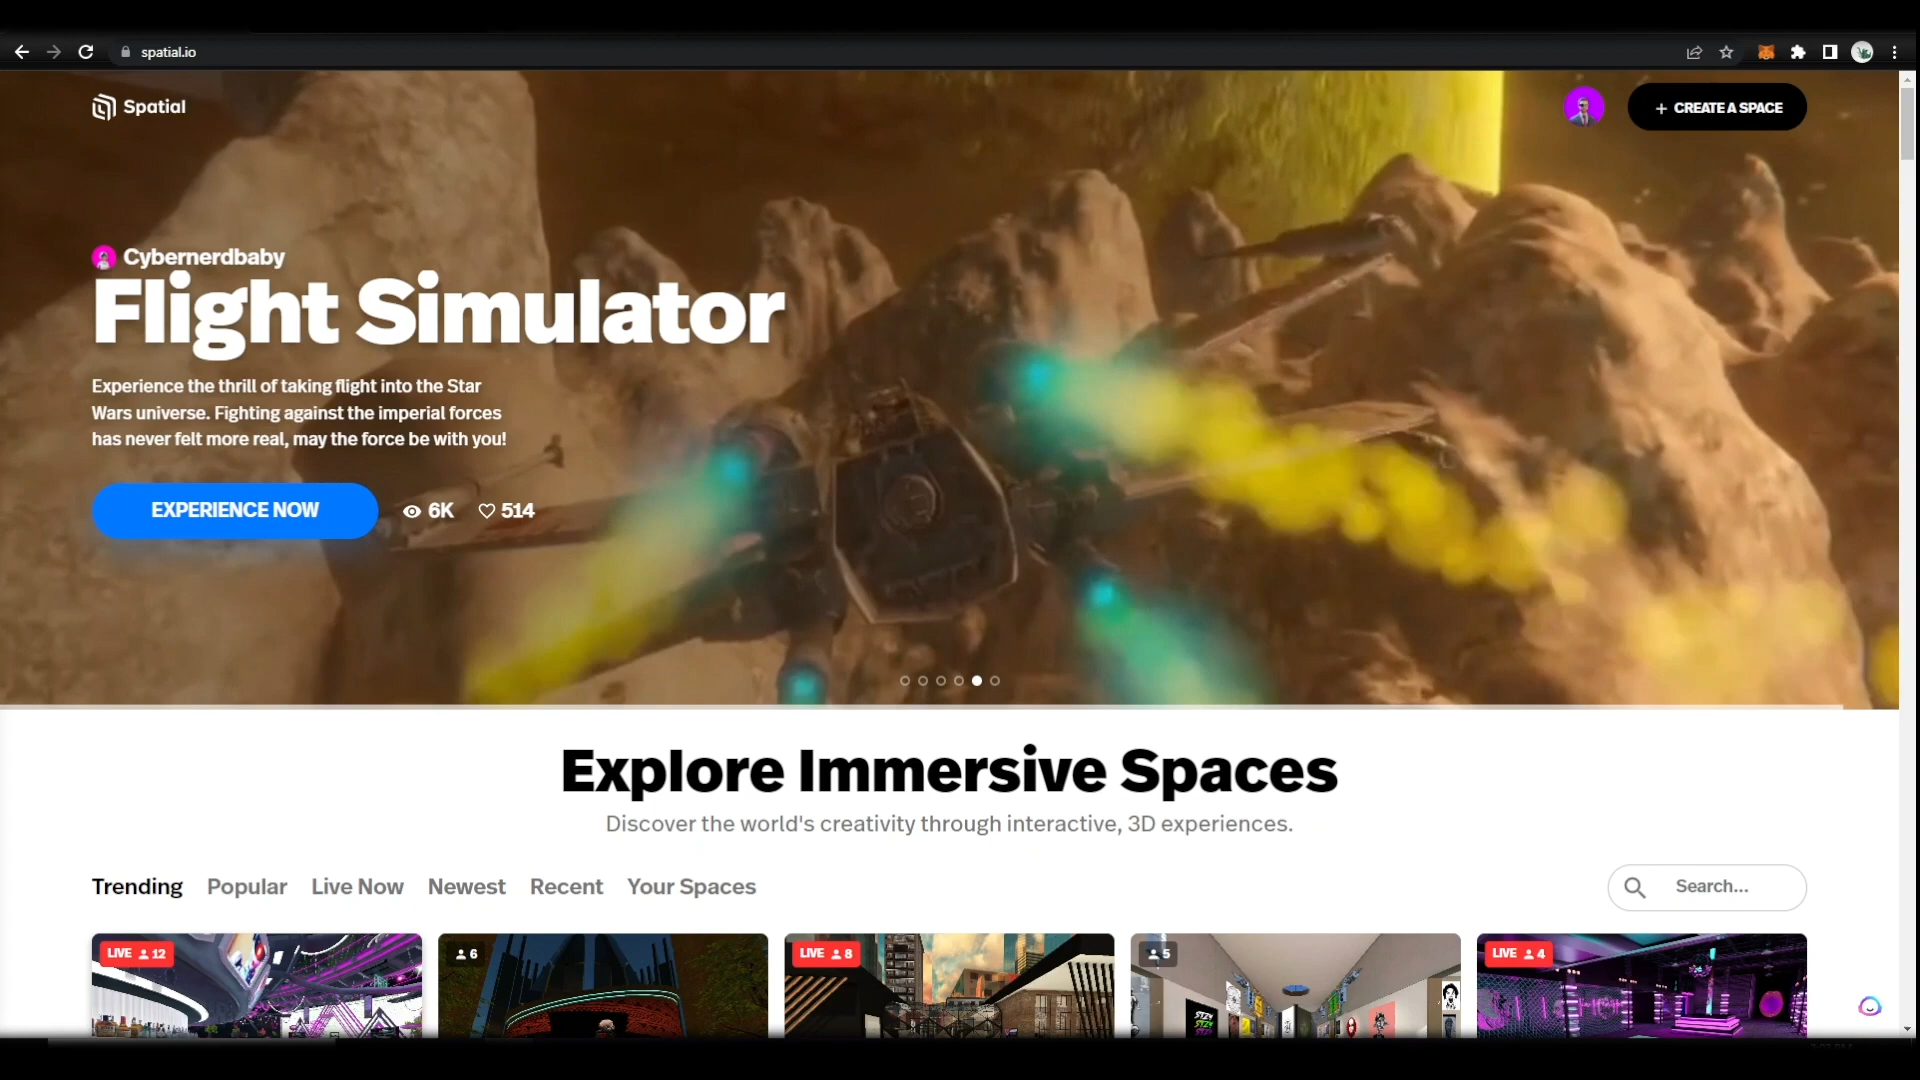 spatial.io
Spatial
+ CREATE A SPACE
Cybernerdbaby
Flight Simulator
Experience the thrill of taking flight into the Star
Wars universe. Fighting against the imperial forces
has never felt more real, may the force be with you!
EXPERIENCE NOW 6K 514
Explore Immersive Spaces
Discover the world's creativity through interactive, 3D experiences.
Trending Popular Live Now Newest Recent Your Spaces Search...
LIVE 12 6 LIVE 8 5 LIVE 4